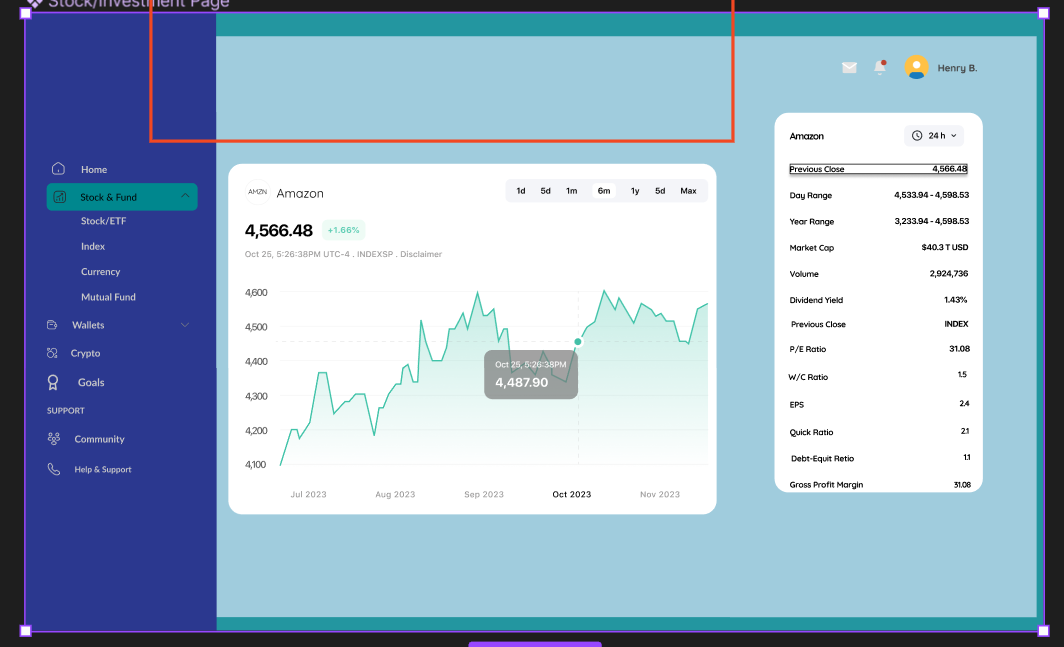 Stock/Investment Page
Henry B.
Home
Stock & Fund
Stock/ETF
Index
Currency
Mutual Fund
Wallets
Crypto
Goals
SUPPORT
Community
Help & Support
AMZN Amazon
1d 5d 1m 6m 1y 5d Max
4,566.48 +1.66%
Oct 25, 5:26:38PM UTC-4 . INDEXSP . Disclaimer
4,600
4,500
4,400
4,300
4,200
4,100
Oct 25, 5:26:38PM
4,487.90
Jul 2023 Aug 2023 Sep 2023 Oct 2023 Nov 2023
Amazon 24 h
Previous Close 4,566.48
Day Range 4,533.94 - 4,598.53
Year Range 3,233.94 - 4,598.53
Market Cap $40.3 T USD
Volume 2,924,736
Dividend Yield 1.43%
Previous Close INDEX
P/E Ratio 31.08
W/C Ratio 1.5
EPS 2.4
Quick Ratio 2.1
Debt-Equit Retio 1.1
Gross Profit Margin 31.08